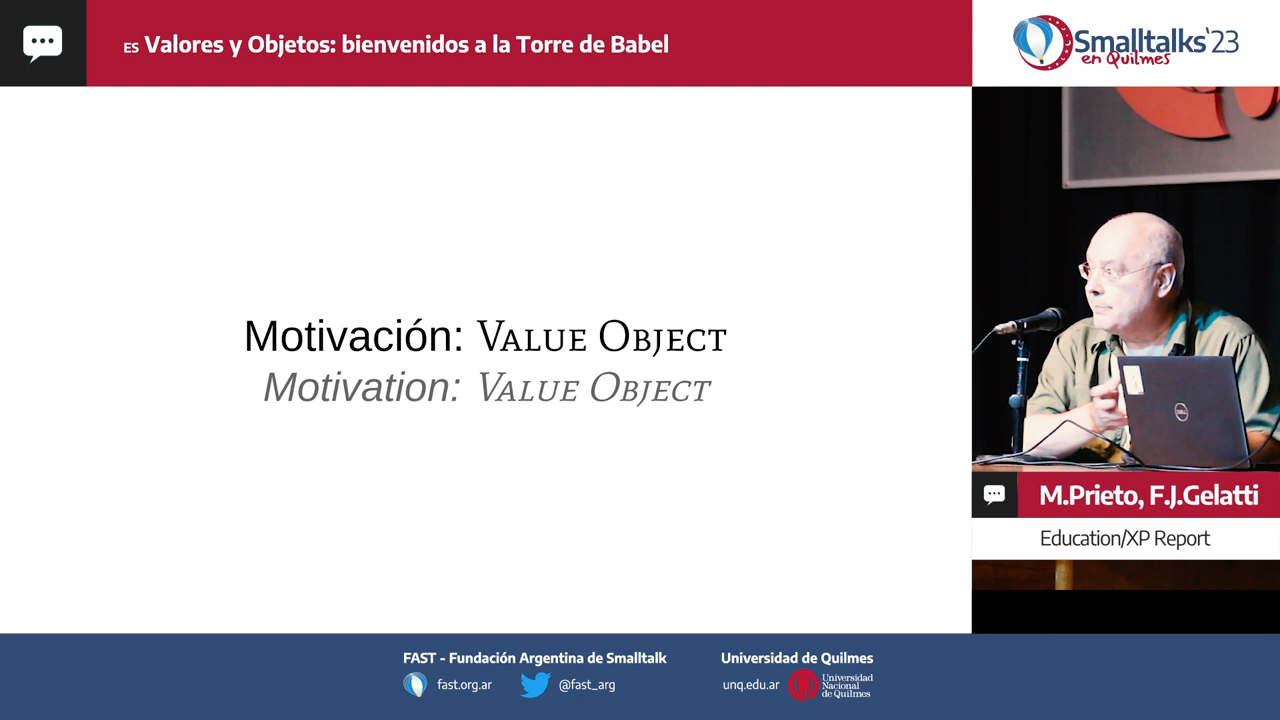 ES Valores y Objetos: bienvenidos a la Torre de Babel
Smalltalks'23
en Quilmes
Motivación: VALUE OBJECT
Motivation: VALUE OBJECT
DELL
M.Prieto, F.J.Gelatti
Education/XP Report
FAST - Fundación Argentina de Smalltalk
fast.org.ar
@fast_arg
Universidad de Quilmes
unq.edu.ar
Universidad
Nacional
de Quilmes